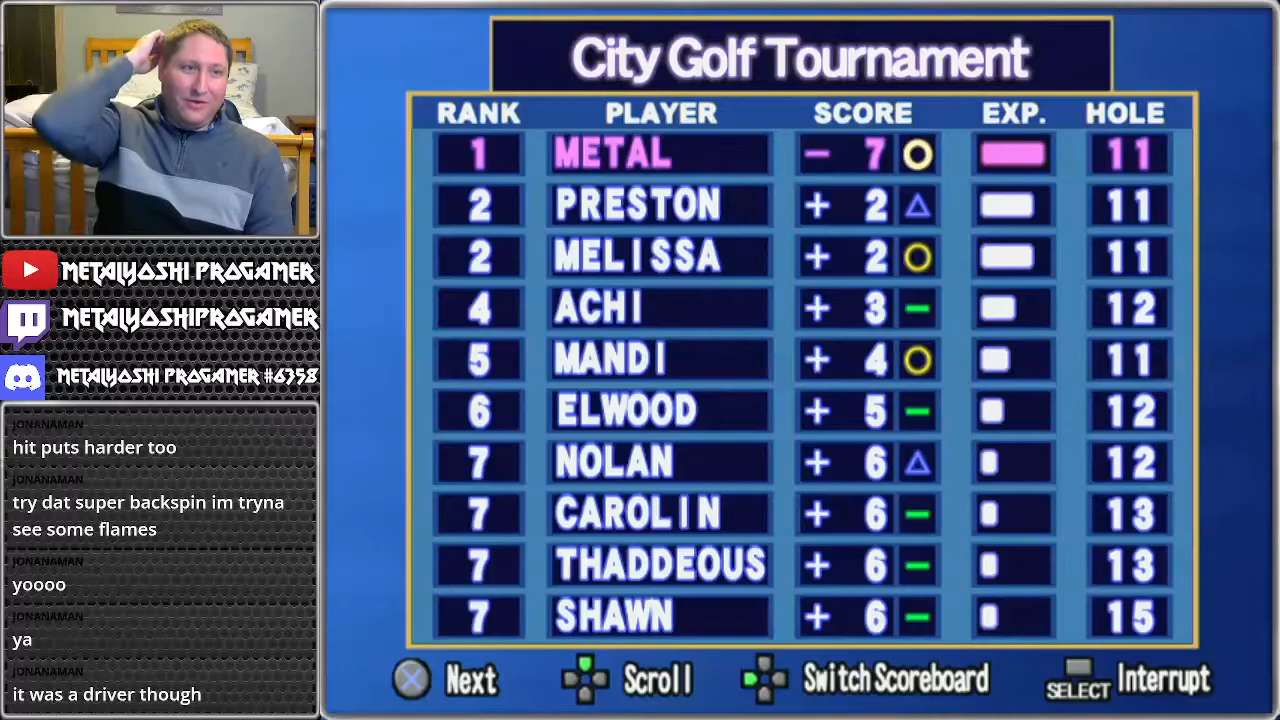 City Golf Tournament
RANK PLAYER SCORE EXP. HOLE
1 METAL - 7 11
2 PRESTON + 2 11
2 MELISSA + 2 11
4 ACHI + 3 12
5 MANDI + 4 11
6 ELWOOD + 5 12
7 NOLAN + 6 12
7 CAROLIN + 6 13
7 THADDEOUS + 6 13
7 SHAWN + 6 15
Next Scroll Switch Scoreboard SELECT Interrupt
METALYOSHI PROGAMER
METALYOSHIPROGAMER
METALYOSHI PROGAMER #6358
JONANAMAN
hit puts harder too
JONANAMAN
try dat super backspin im tryna
see some flames
JONANAMAN
yoooo
JONANAMAN
ya
JONANAMAN
it was a driver though